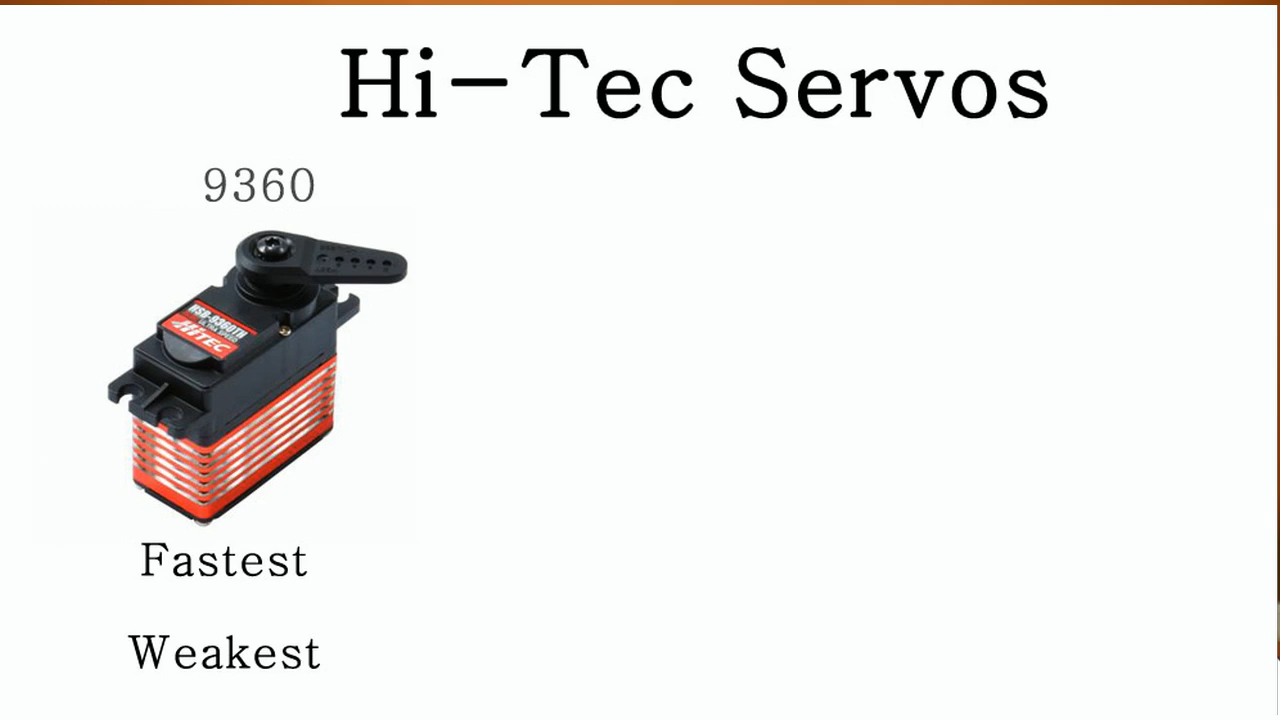 Hi-Tec Servos
9360
HSB-9360TH
ULTRA SPEED
HiTEC
Fastest
Weakest